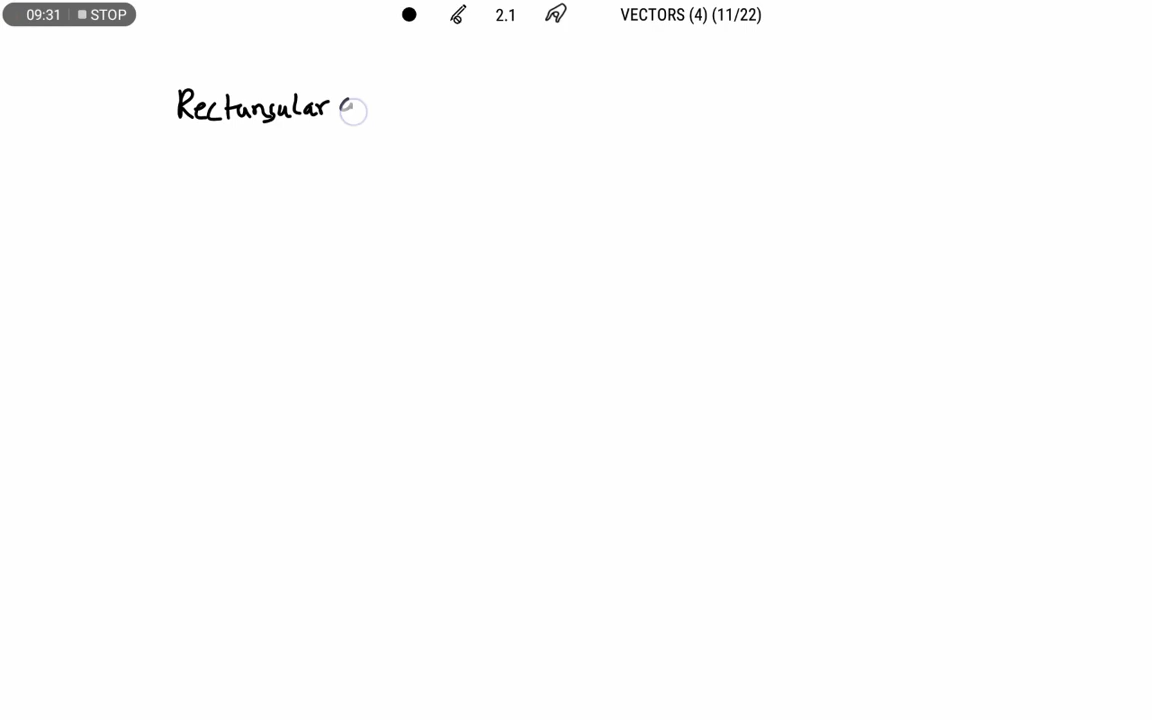 09:31 STOP 2.1 VECTORS (4) (11/22)
Rectangular